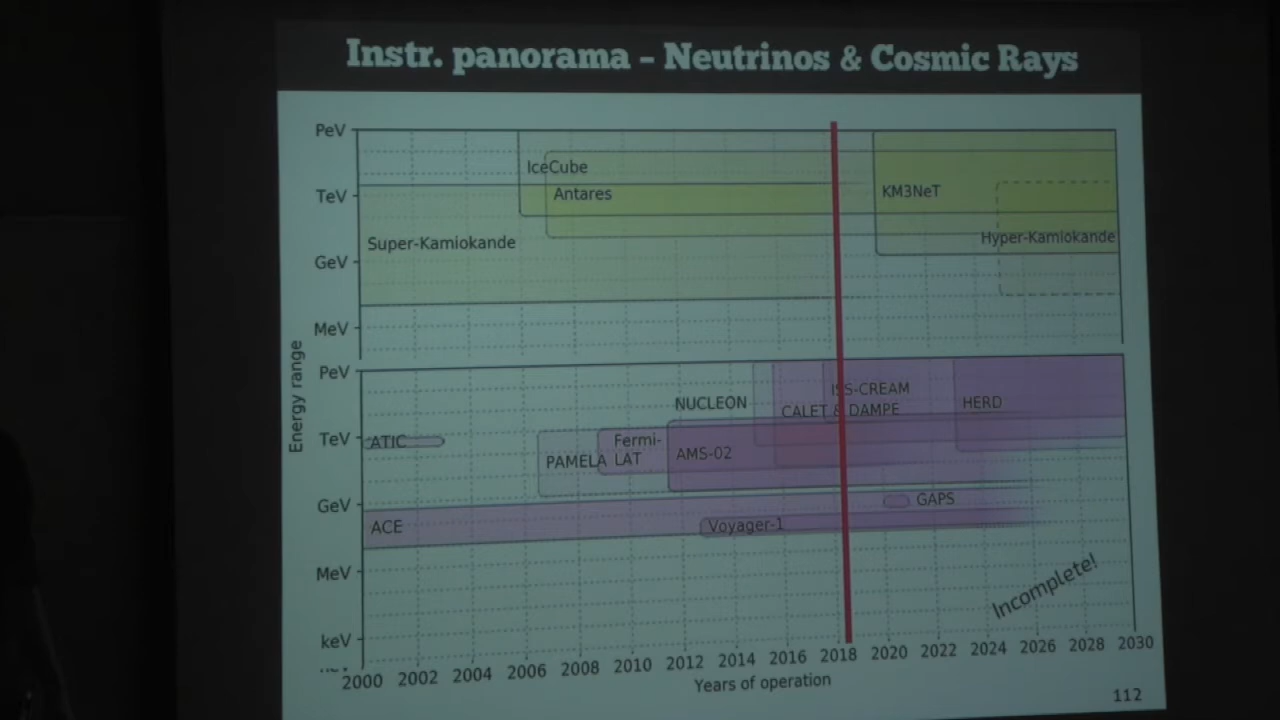 Instr. panorama – Neutrinos & Cosmic Rays
PeV
IceCube
TeV
Antares
KM3NeT
Super-Kamiokande
Hyper-Kamiokande
GeV
MeV
Energy range
PeV
ISS-CREAM
NUCLEON
CALET & DAMPE
HERD
TeV
ATIC
Fermi-
LAT
PAMELA
AMS-02
GeV
GAPS
ACE
Voyager-1
MeV
Incomplete!
keV
2000 2002 2004 2006 2008 2010 2012 2014 2016 2018 2020 2022 2024 2026 2028 2030
Years of operation
112